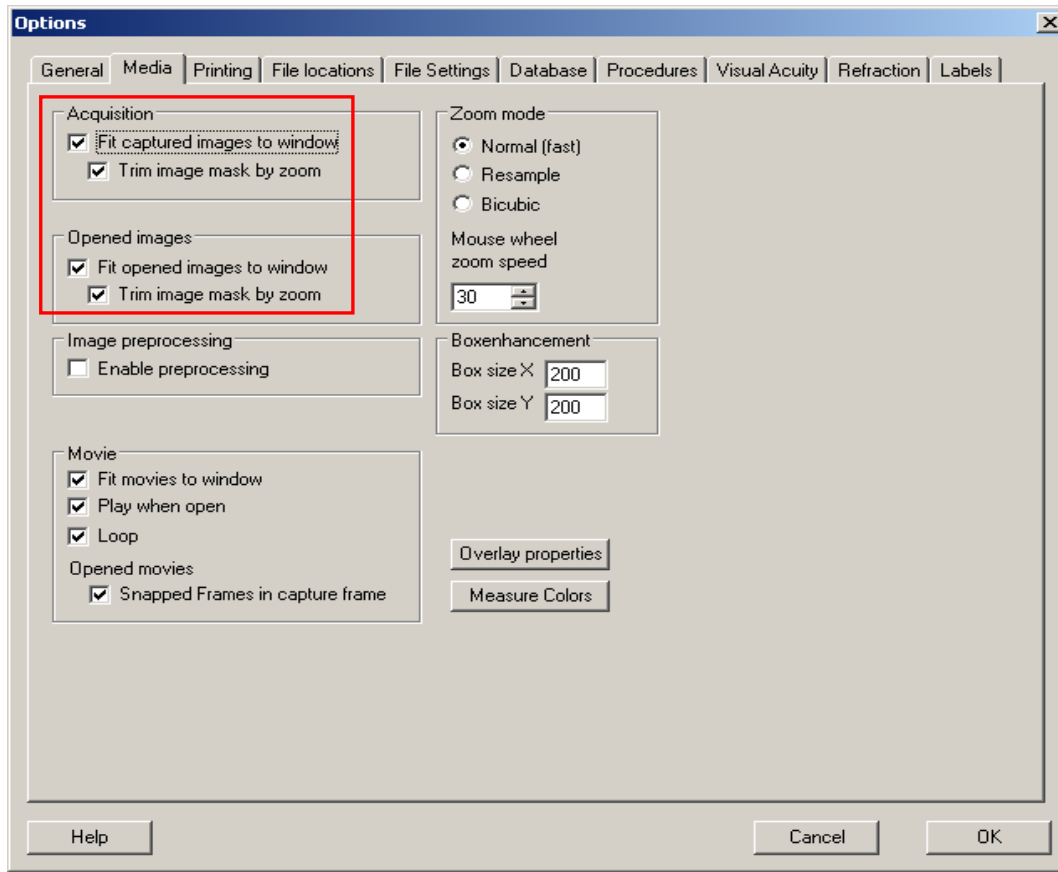 Options
General Media Printing File locations File Settings Database Procedures Visual Acuity Refraction Labels
Acquisition
Fit captured images to window
Trim image mask by zoom
Opened images
Fit opened images to window
Trim image mask by zoom
Image preprocessing
Enable preprocessing
Movie
Fit movies to window
Play when open
Loop
Opened movies
Snapped Frames in capture frame
Zoom mode
Normal (fast)
Resample
Bicubic
Mouse wheel
zoom speed
30
Boxenhancement
Box size X 200
Box size Y 200
Overlay properties
Measure Colors
Help Cancel OK